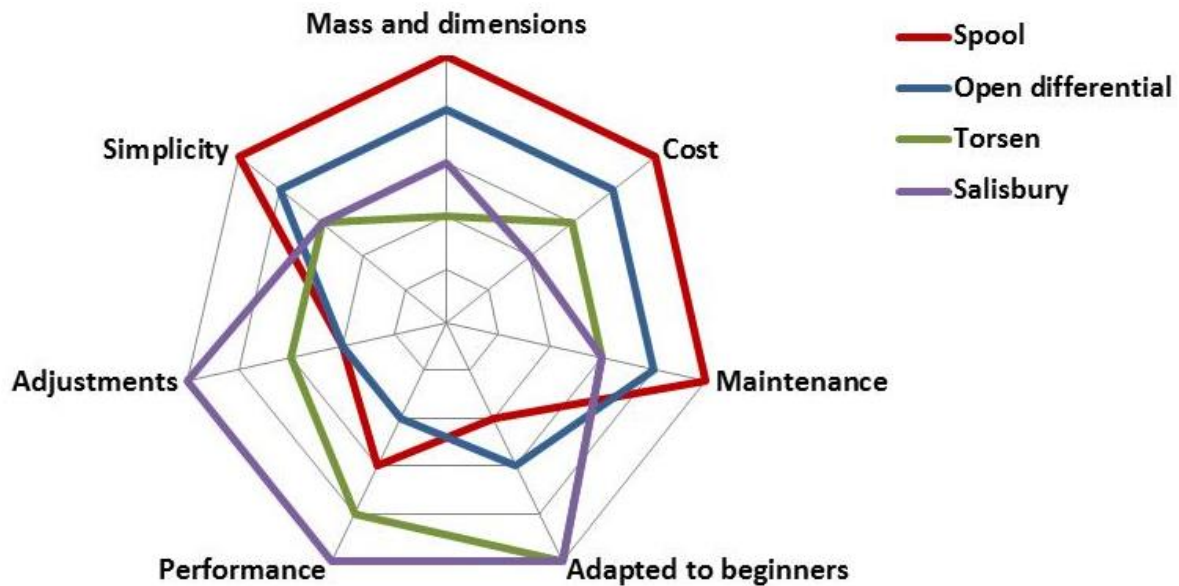 Mass and dimensions
Spool
Open differential
Torsen
Salisbury
Simplicity
Cost
Adjustments
Maintenance
Performance
Adapted to beginners